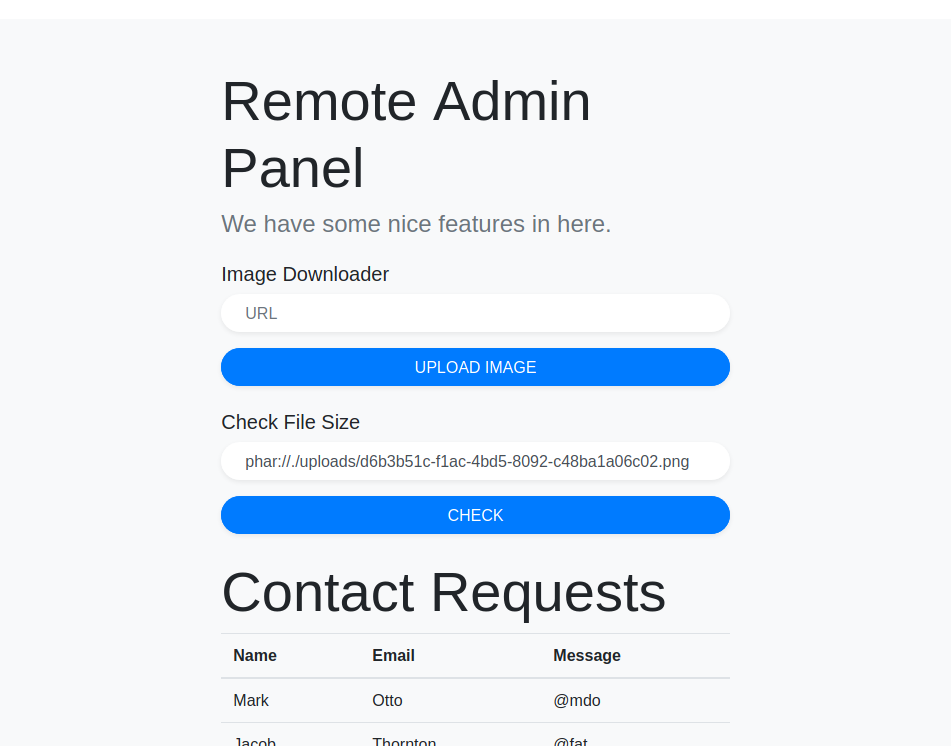 Remote Admin
Panel
We have some nice features in here.
Image Downloader
URL
UPLOAD IMAGE
Check File Size
phar://./uploads/d6b3b51c-f1ac-4bd5-8092-c48ba1a06c02.png
CHECK
Contact Requests
Name Email Message
Mark Otto @mdo
Jacob Thornton @fat